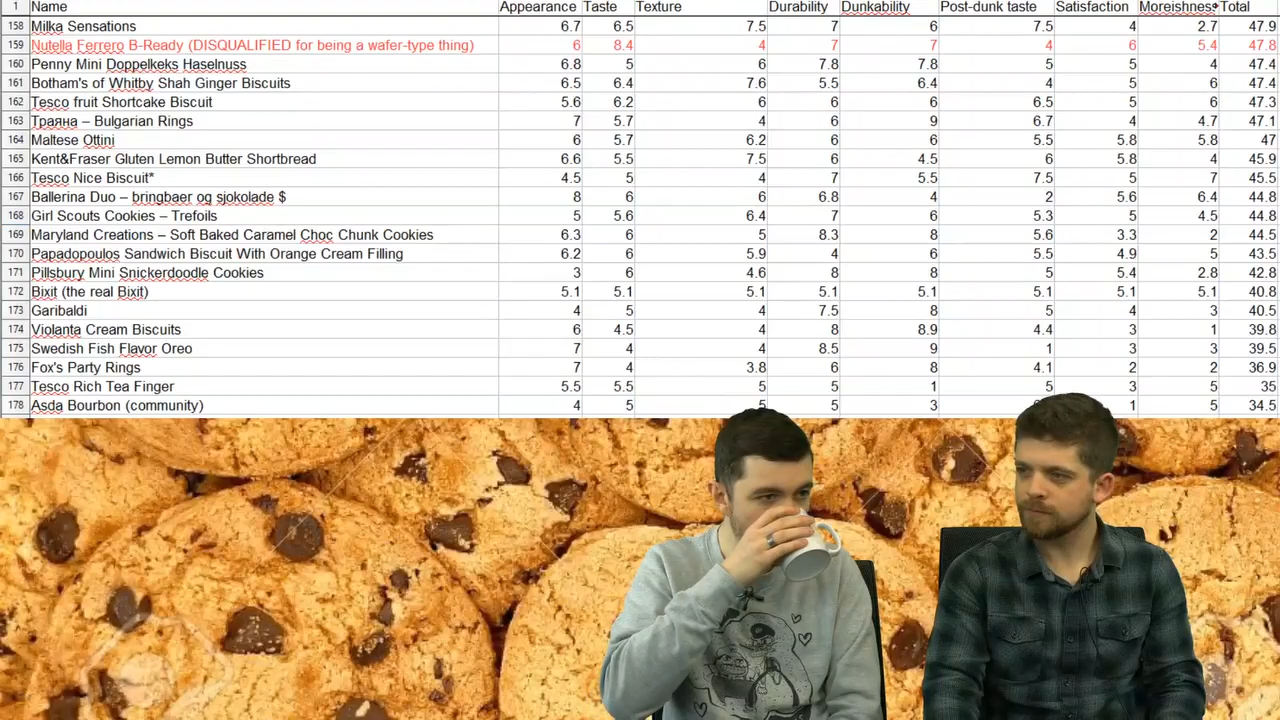 1 Name Appearance Taste Texture Durability Dunkability Post-dunk taste Satisfaction Moreishness Total
158 Milka Sensations 6.7 6.5 7.5 7 6 7.5 4 2.7 47.9
159 Nutella Ferrero B-Ready (DISQUALIFIED for being a wafer-type thing) 6 8.4 4 7 7 4 6 5.4 47.8
160 Penny Mini Doppelkeks Haselnuss 6.8 5 6 7.8 7.8 5 5 4 47.4
161 Botham's of Whitby Shah Ginger Biscuits 6.5 6.4 7.6 5.5 6.4 4 5 6 47.4
162 Tesco fruit Shortcake Biscuit 5.6 6.2 6 6 6 6.5 5 6 47.3
163 Траяна – Bulgarian Rings 7 5.7 4 6 9 6.7 4 4.7 47.1
164 Maltese Ottini 6 5.7 6.2 6 6 5.5 5.8 5.8 47
165 Kent&Fraser Gluten Lemon Butter Shortbread 6.6 5.5 7.5 6 4.5 6 5.8 4 45.9
166 Tesco Nice Biscuit* 4.5 5 4 7 5.5 7.5 5 7 45.5
167 Ballerina Duo – bringbaer og sjokolade $ 8 6 6 6.8 4 2 5.6 6.4 44.8
168 Girl Scouts Cookies – Trefoils 5 5.6 6.4 7 6 5.3 5 4.5 44.8
169 Maryland Creations – Soft Baked Caramel Choc Chunk Cookies 6.3 6 5 8.3 8 5.6 3.3 2 44.5
170 Papadopoulos Sandwich Biscuit With Orange Cream Filling 6.2 6 5.9 4 6 5.5 4.9 5 43.5
171 Pillsbury Mini Snickerdoodle Cookies 3 6 4.6 8 8 5 5.4 2.8 42.8
172 Bixit (the real Bixit) 5.1 5.1 5.1 5.1 5.1 5.1 5.1 5.1 40.8
173 Garibaldi 4 5 4 7.5 8 5 4 3 40.5
174 Violanta Cream Biscuits 6 4.5 4 8 8.9 4.4 3 1 39.8
175 Swedish Fish Flavor Oreo 7 4 4 8.5 9 1 3 3 39.5
176 Fox's Party Rings 7 4 3.8 6 8 4.1 2 2 36.9
177 Tesco Rich Tea Finger 5.5 5.5 5 5 1 5 3 5 35
178 Asda Bourbon (community) 4 5 5 5 3 1 5 34.5